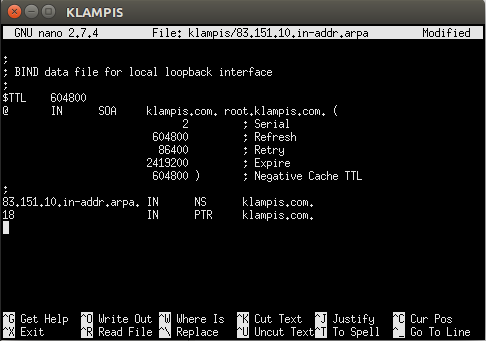 KLAMPIS
GNU nano 2.7.4 File: klampis/83.151.10.in-addr.arpa Modified
;
; BIND data file for local loopback interface
;
$TTL 604800
@ IN SOA klampis.com. root.klampis.com. (
2 ; Serial
604800 ; Refresh
86400 ; Retry
2419200 ; Expire
604800 ) ; Negative Cache TTL
;
83.151.10.in-addr.arpa. IN NS klampis.com.
18 IN PTR klampis.com.
^G Get Help ^O Write Out ^W Where Is ^K Cut Text ^J Justify ^C Cur Pos
^X Exit ^R Read File ^\ Replace ^U Uncut Text ^T To Spell ^_ Go To Line